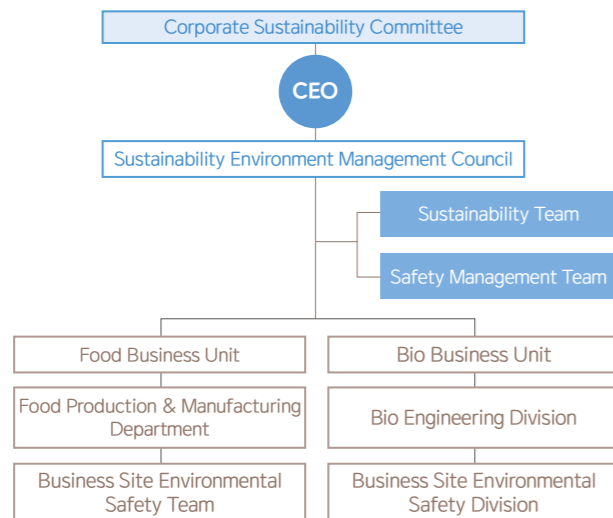 Corporate Sustainability Committee
CEO
Sustainability Environment Management Council
Sustainability Team
Safety Management Team
Food Business Unit
Food Production & Manufacturing
Department
Business Site Environmental
Safety Team
Bio Business Unit
Bio Engineering Division
Business Site Environmental
Safety Division